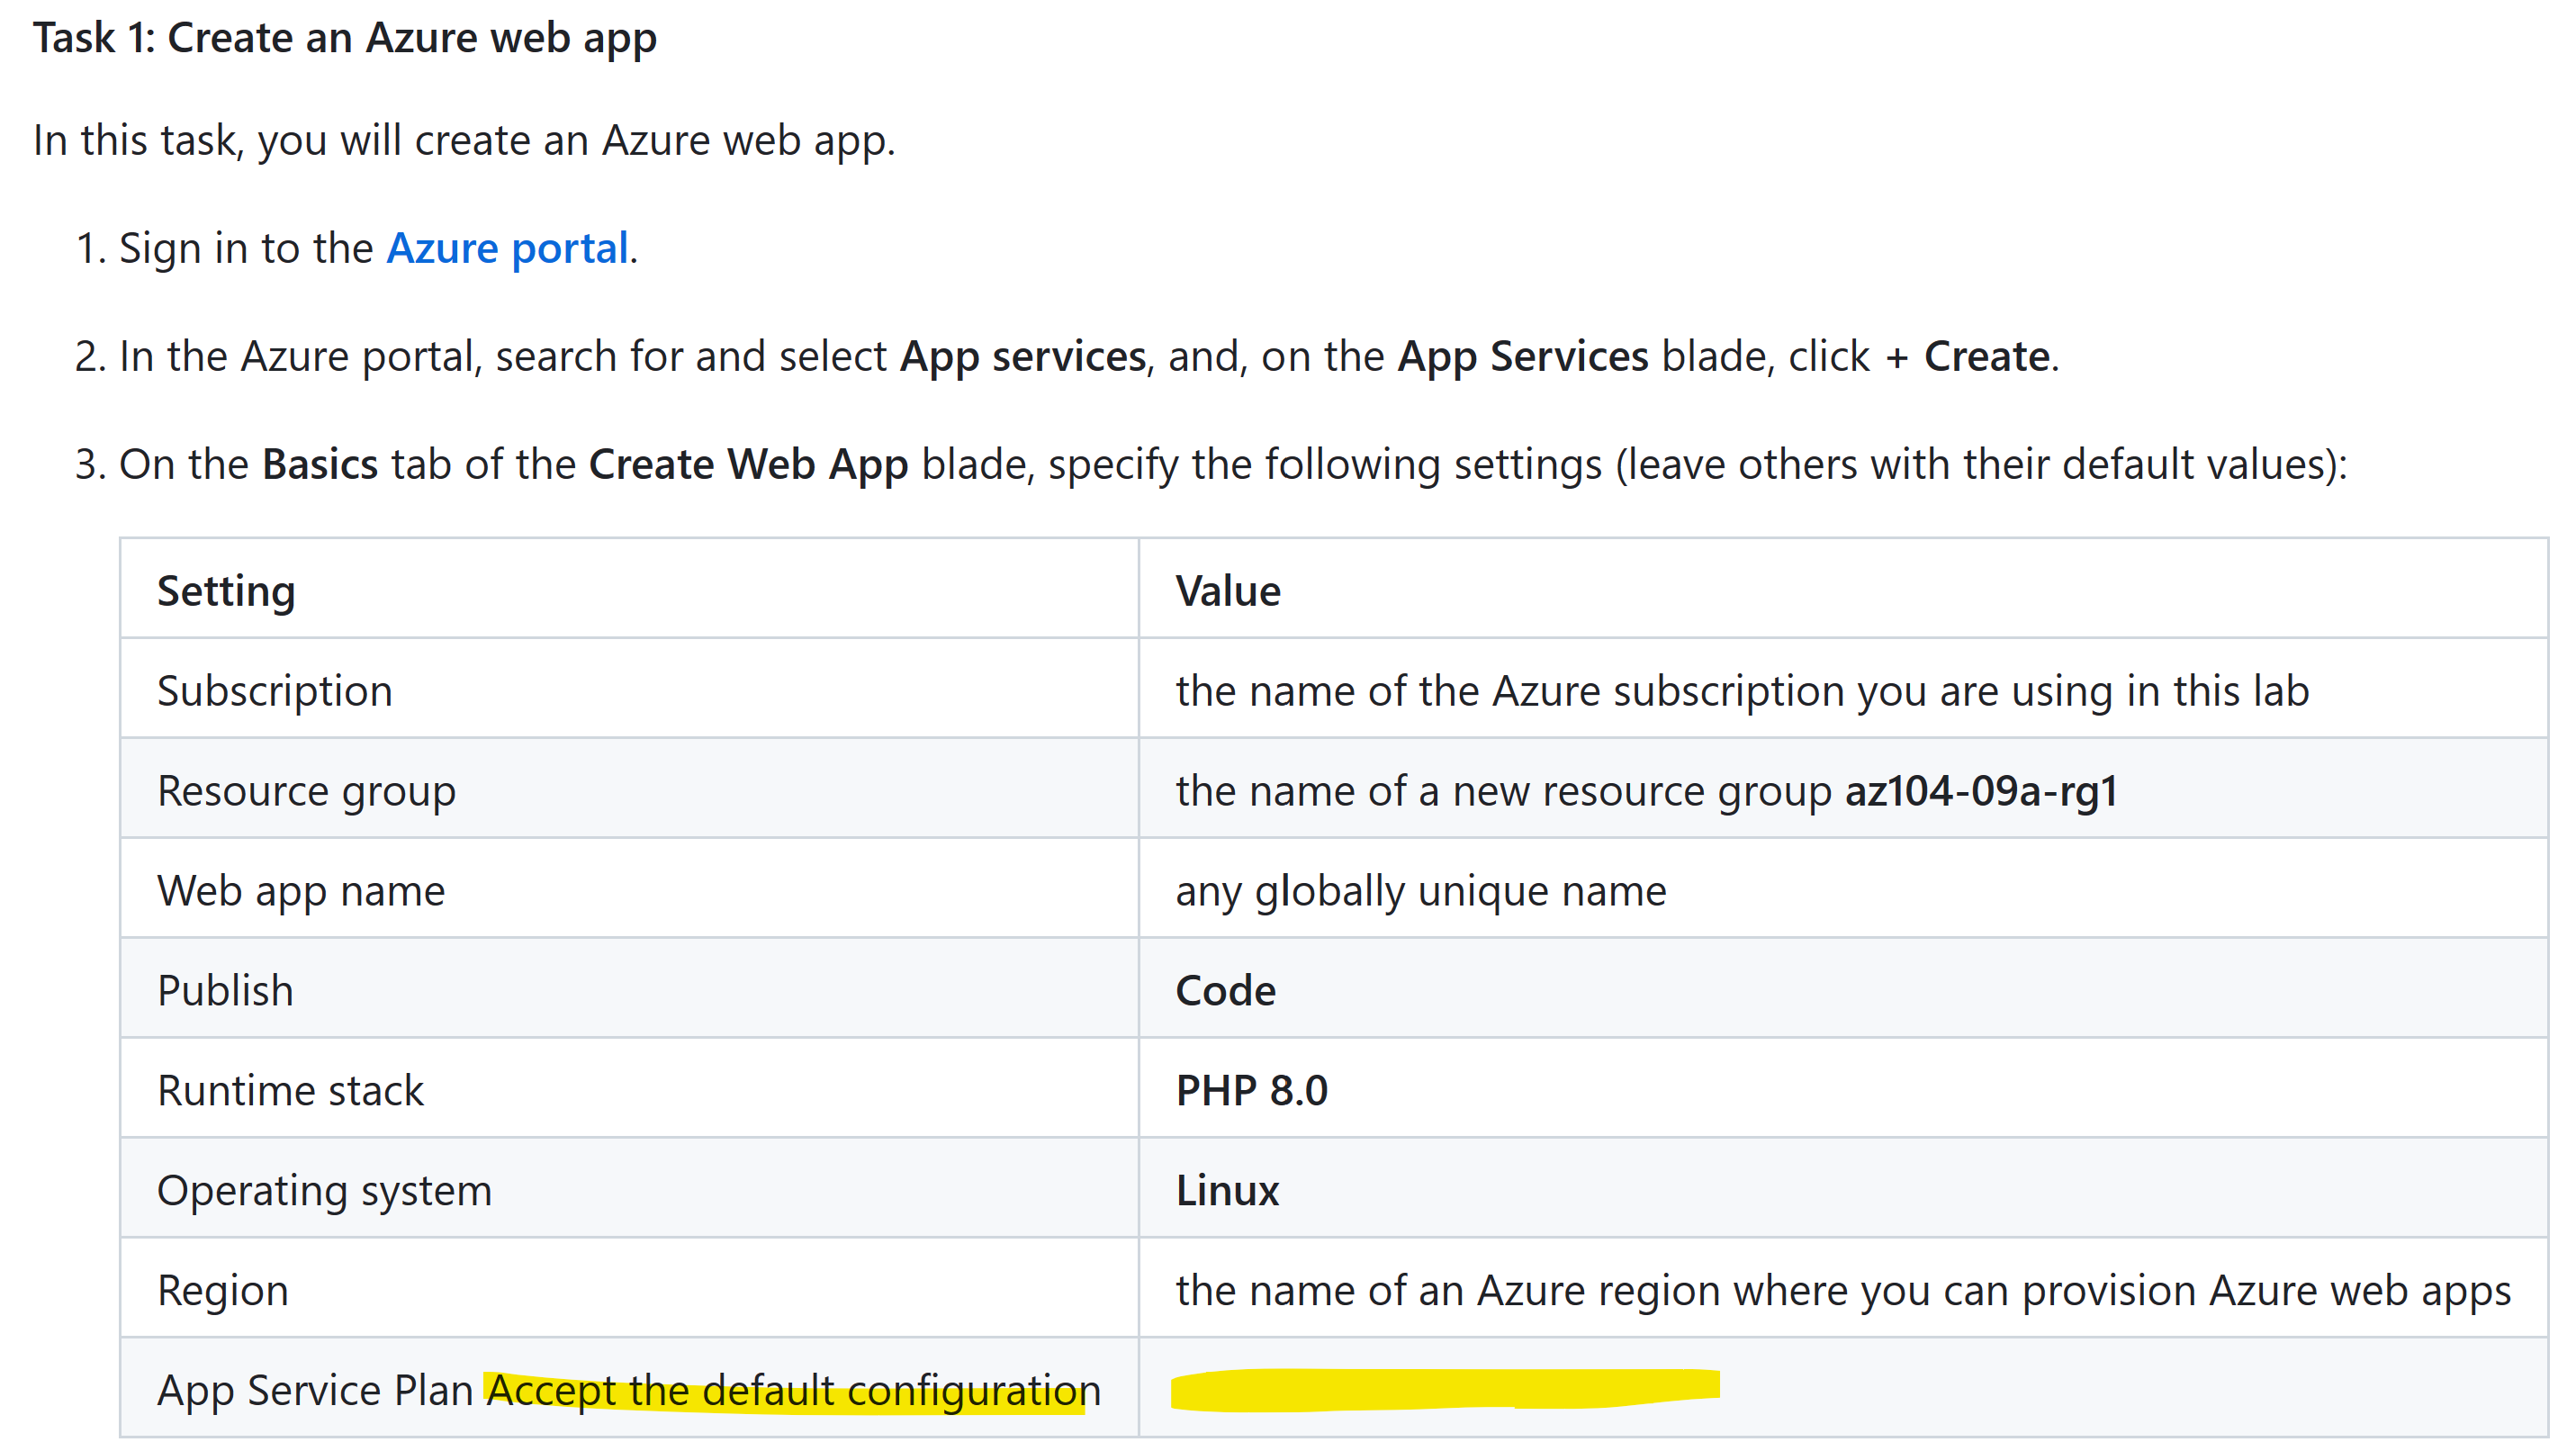 Task 1: Create an Azure web app
In this task, you will create an Azure web app.
1. Sign in to the Azure portal.
2. In the Azure portal, search for and select App services, and, on the App Services blade, click + Create.
3. On the Basics tab of the Create Web App blade, specify the following settings (leave others with their default values):
Setting Value
Subscription the name of the Azure subscription you are using in this lab
Resource group the name of a new resource group az104-09a-rg1
Web app name any globally unique name
Publish Code
Runtime stack PHP 8.0
Operating system Linux
Region the name of an Azure region where you can provision Azure web apps
App Service Plan Accept the default configuration